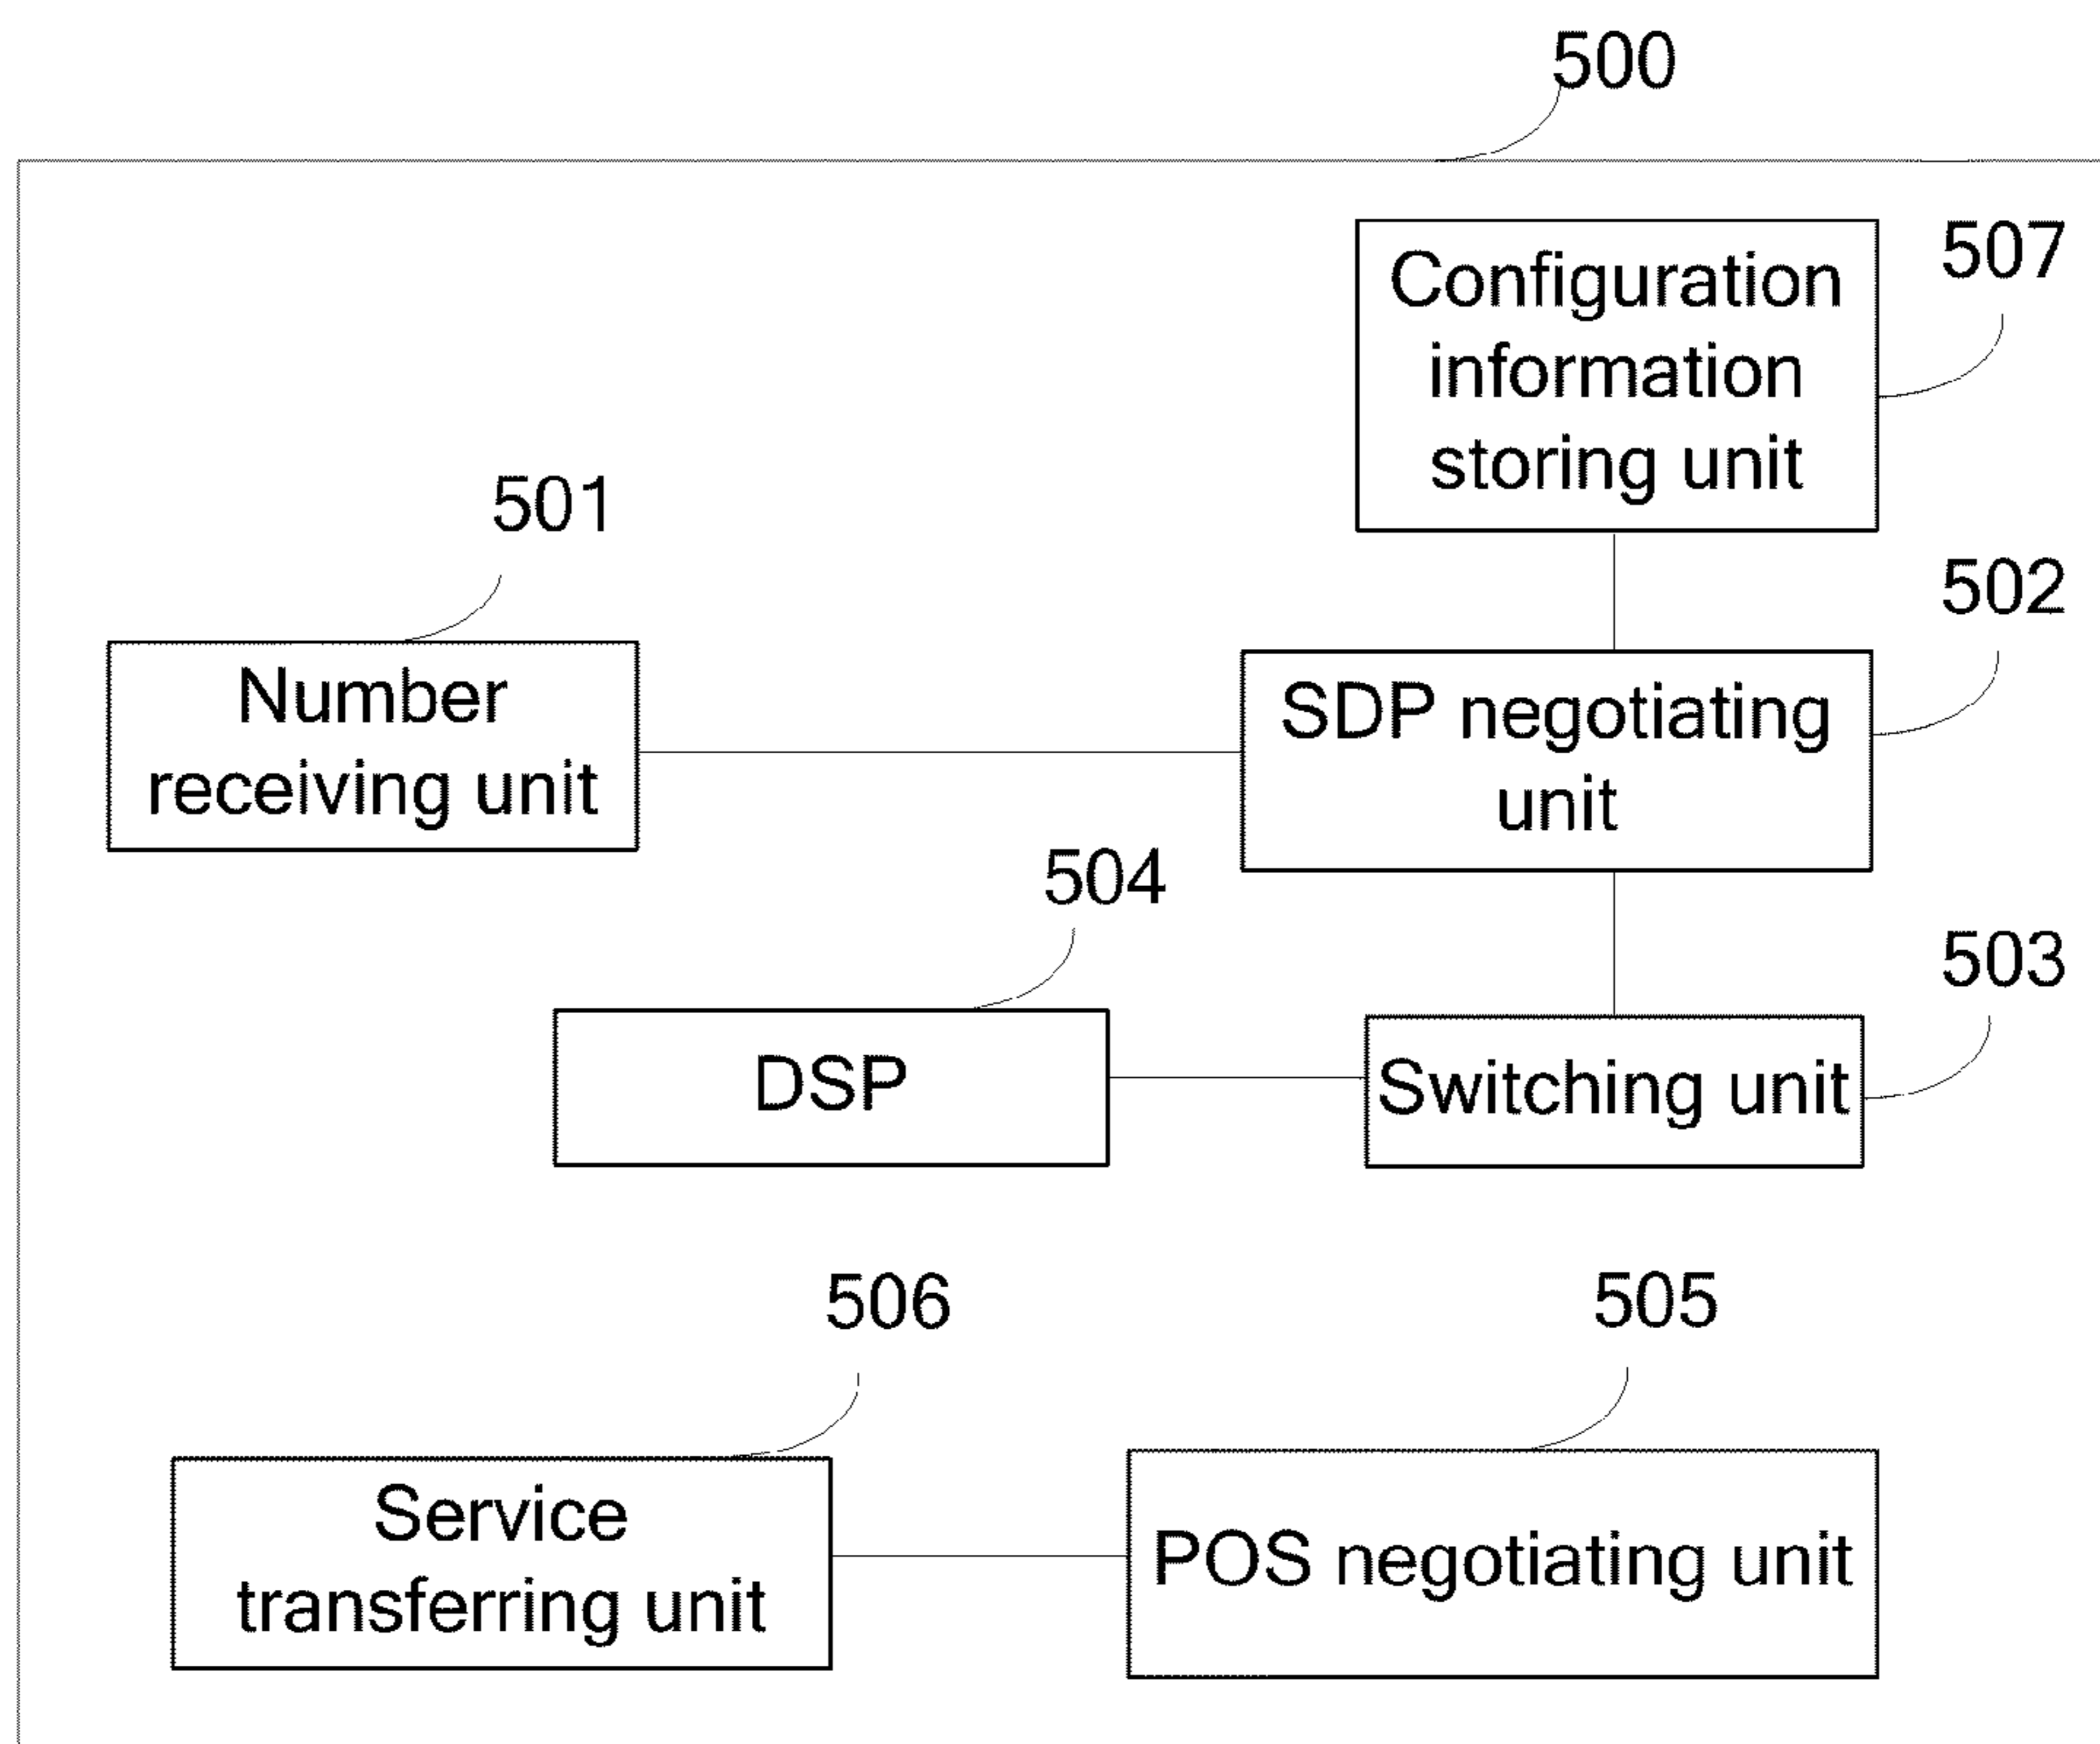 500
Configuration
information
storing unit
507
501
Number
receiving unit
SDP negotiating
unit
502
504
DSP
Switching unit
503
506
Service
transferring unit
505
POS negotiating unit